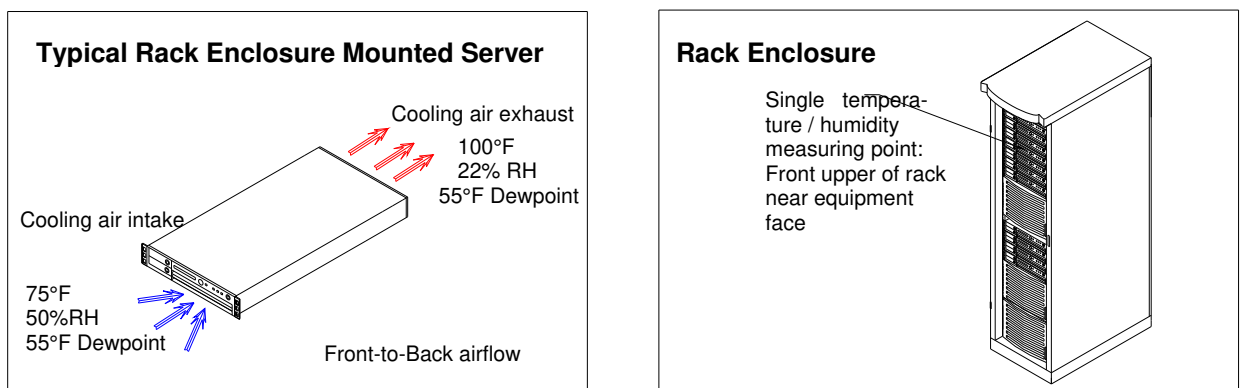 Typical Rack Enclosure Mounted Server
Cooling air exhaust
100°F
22% RH
55°F Dewpoint
Cooling air intake
75°F
50%RH
55°F Dewpoint
Front-to-Back airflow
Rack Enclosure
Single tempera-
ture / humidity
measuring point:
Front upper of rack
near equipment
face